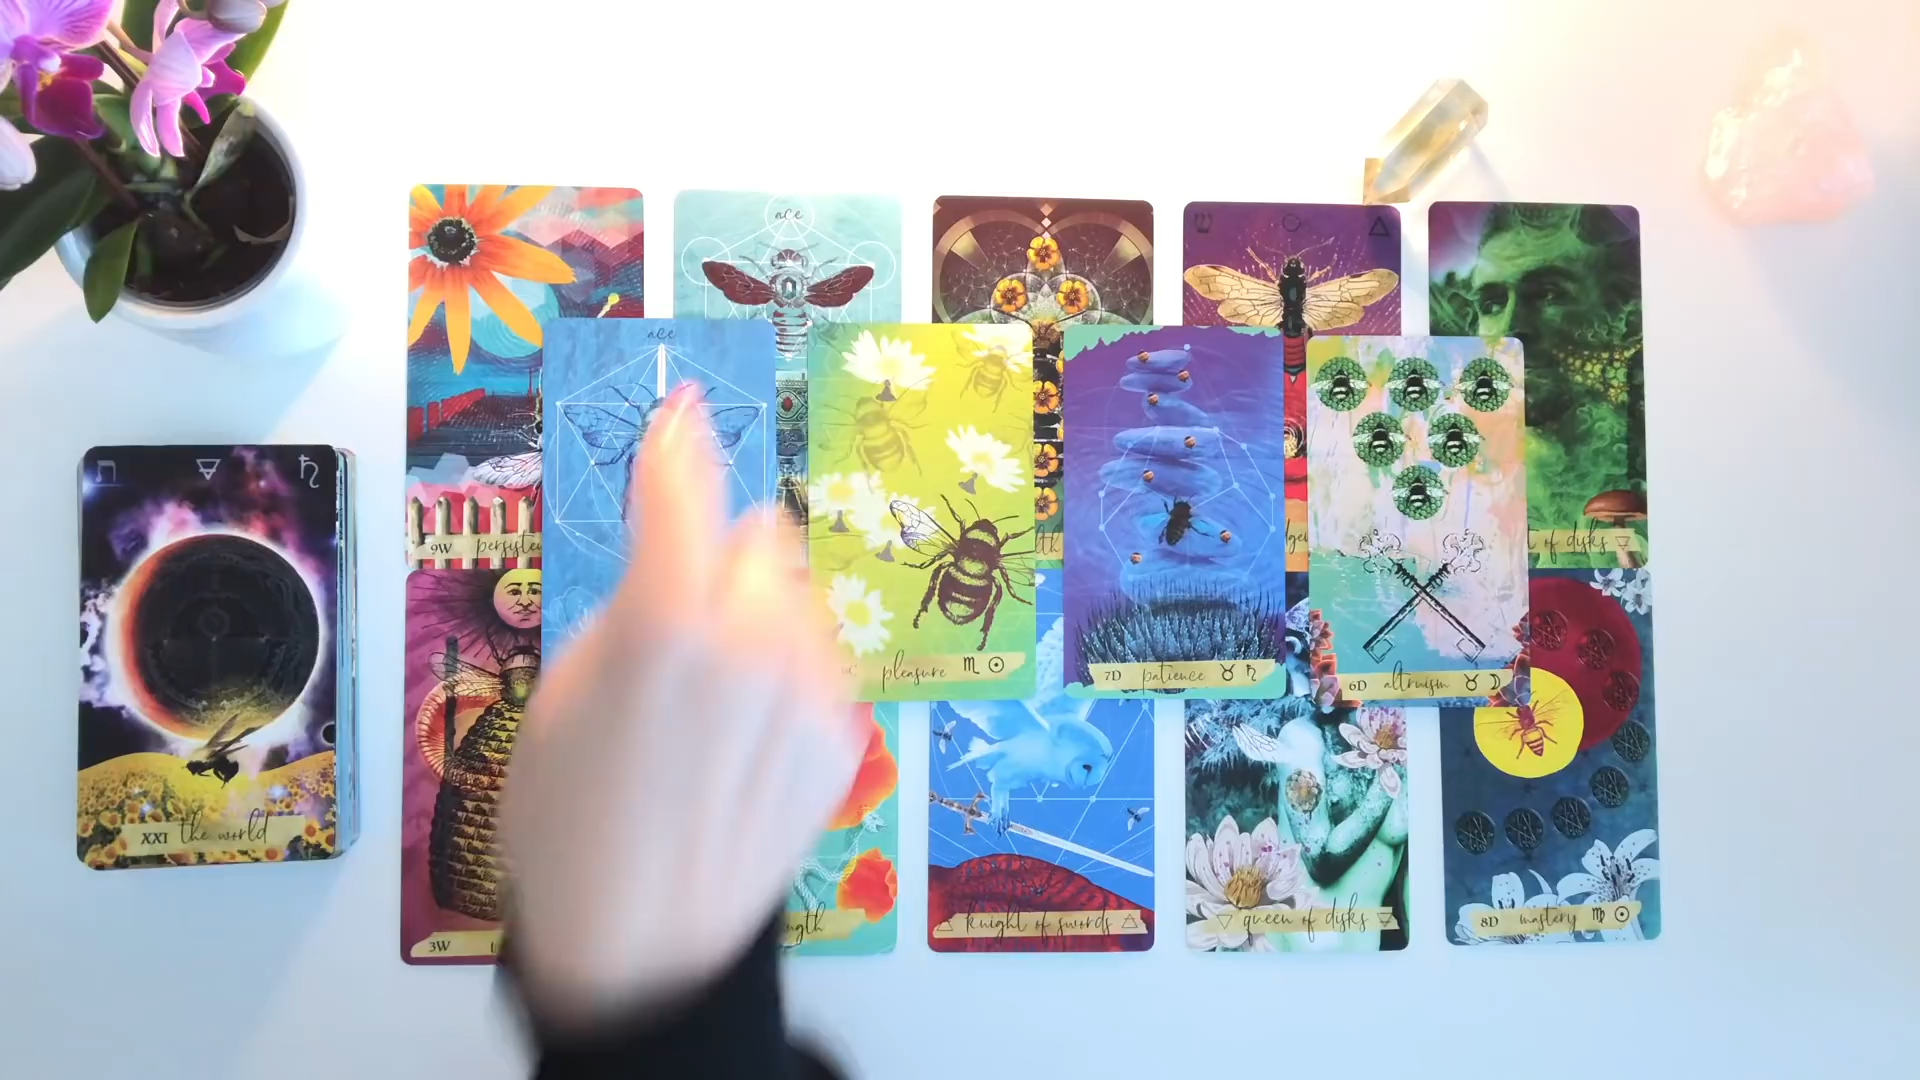 ace
ace
9W
of disks
pleasure
7D patience
6D altruism
XXI the world
3W
knight of swords
queen of disks
8D mastery